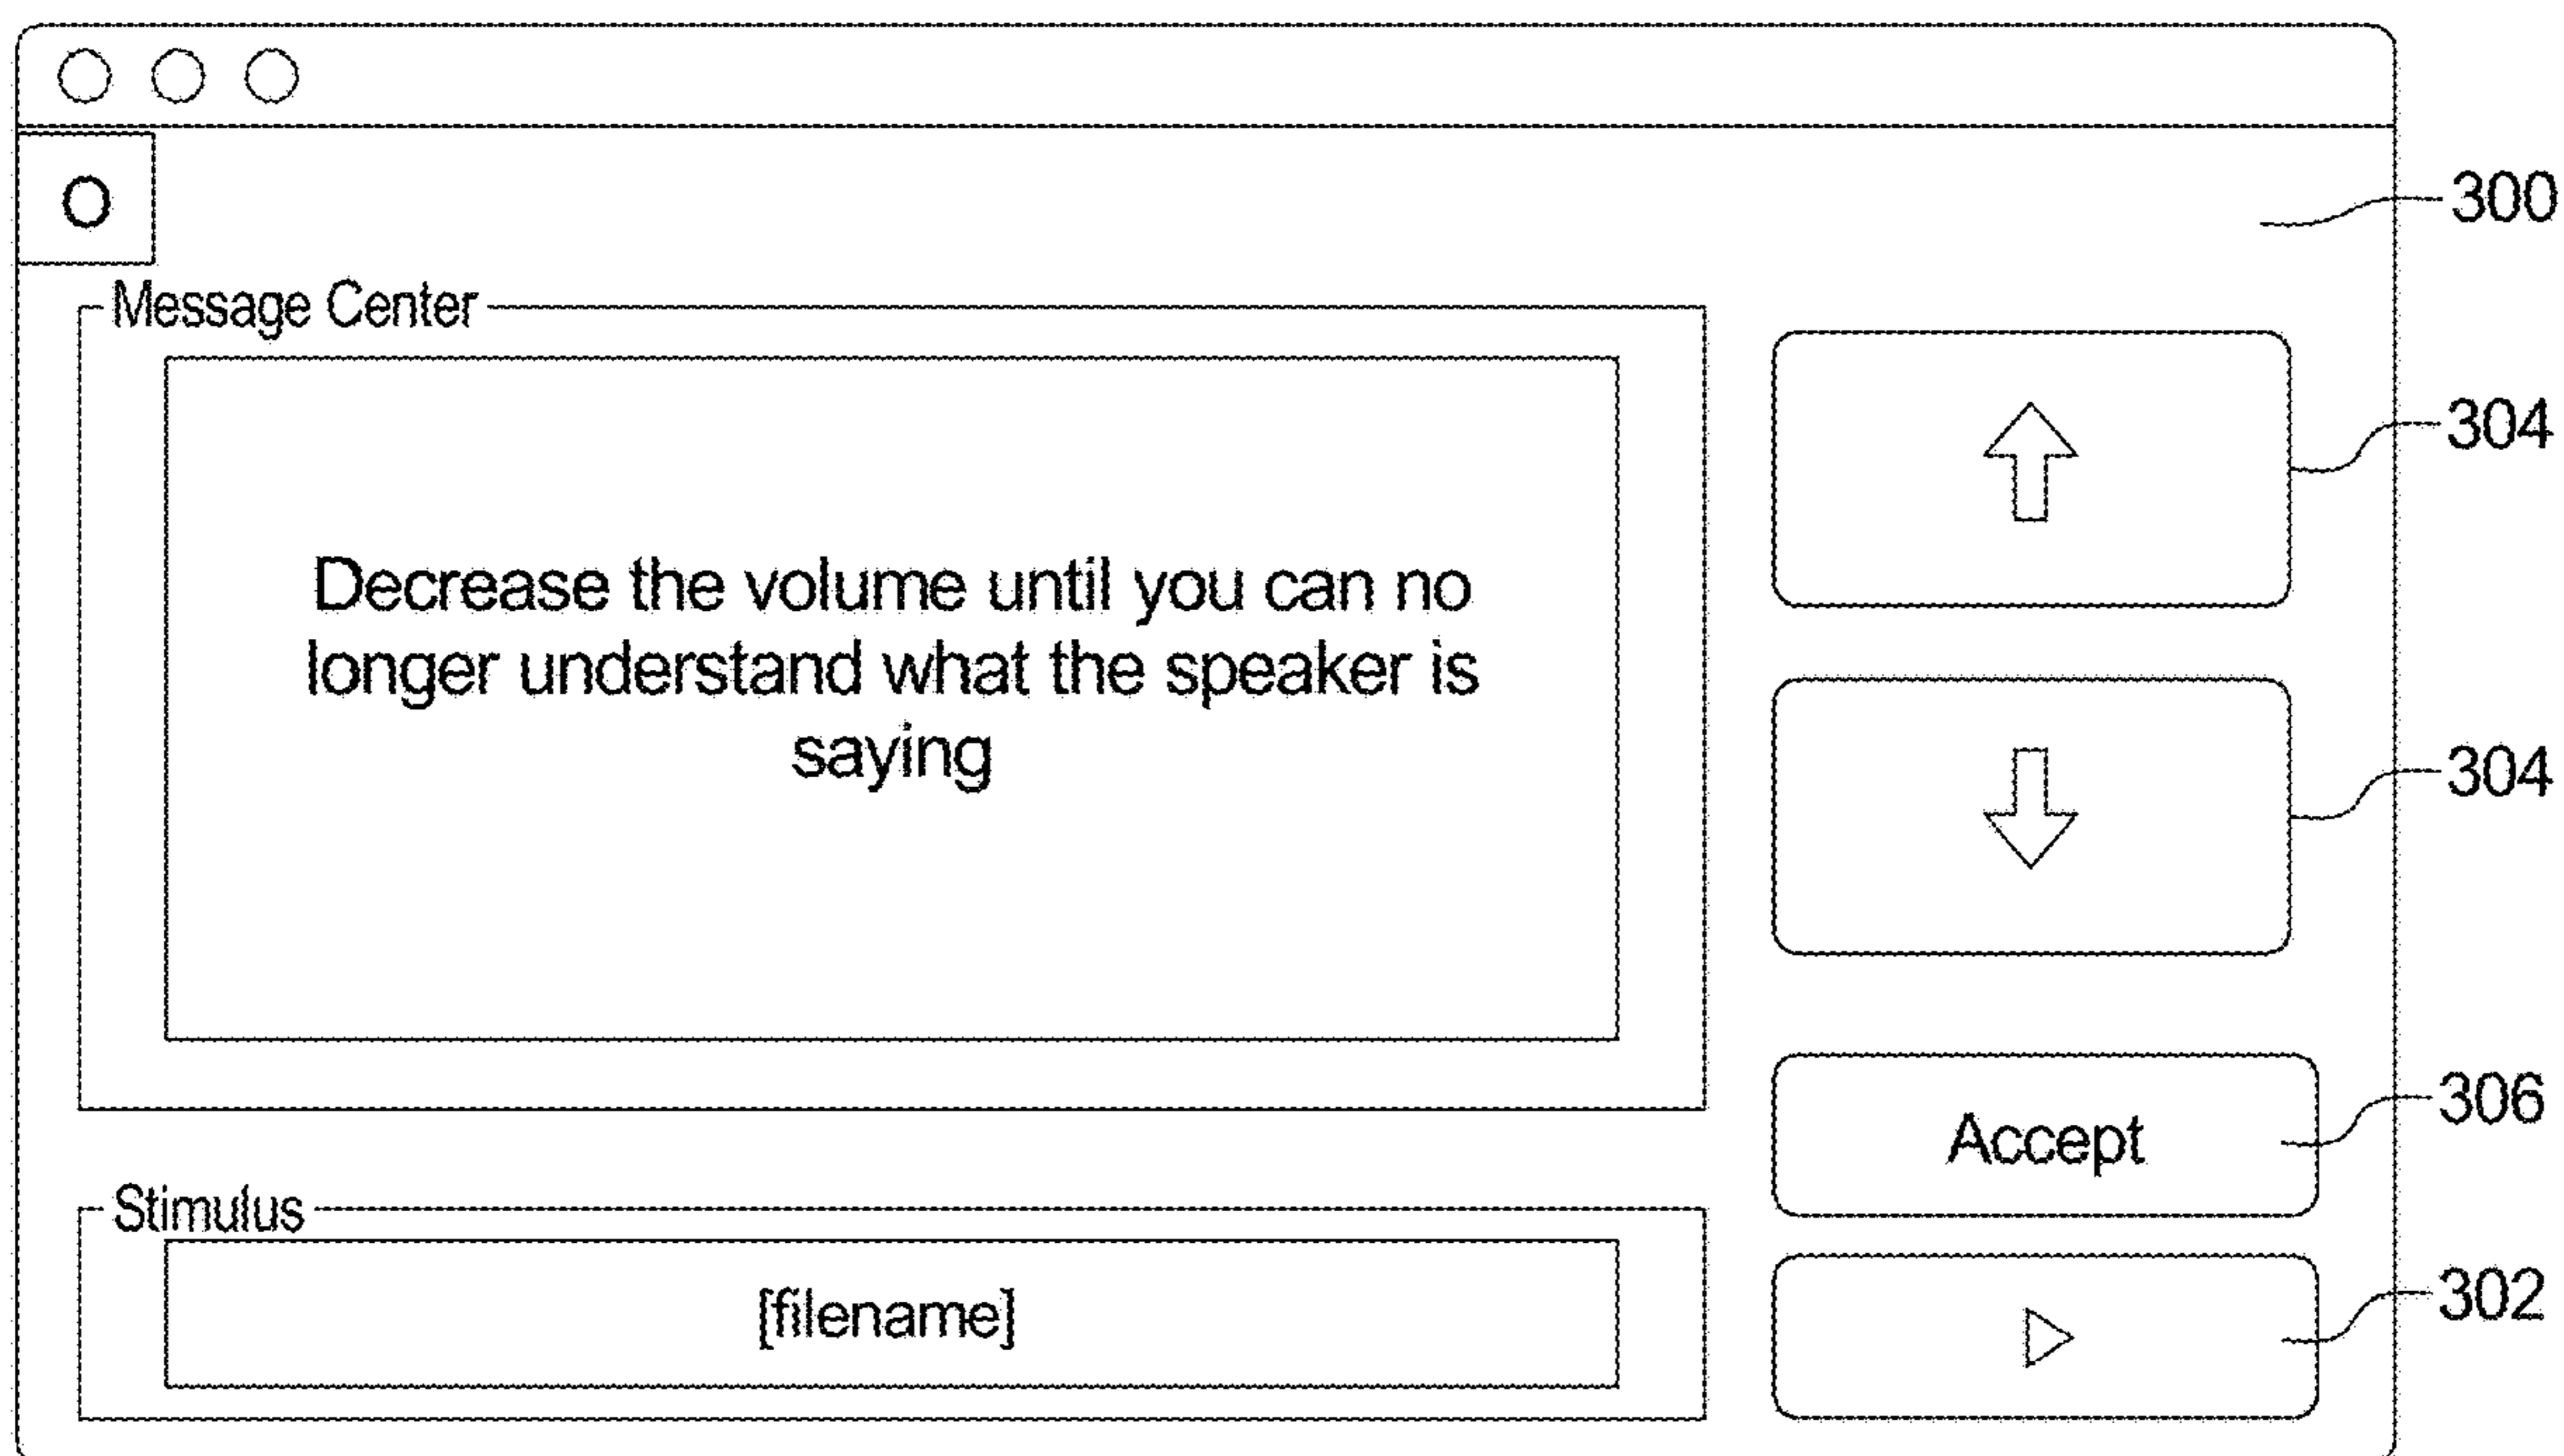 O
300
Message Center
304
Decrease the volume until you can no
longer understand what the speaker is
saying
304
306
Accept
Stimulus
302
[filename]